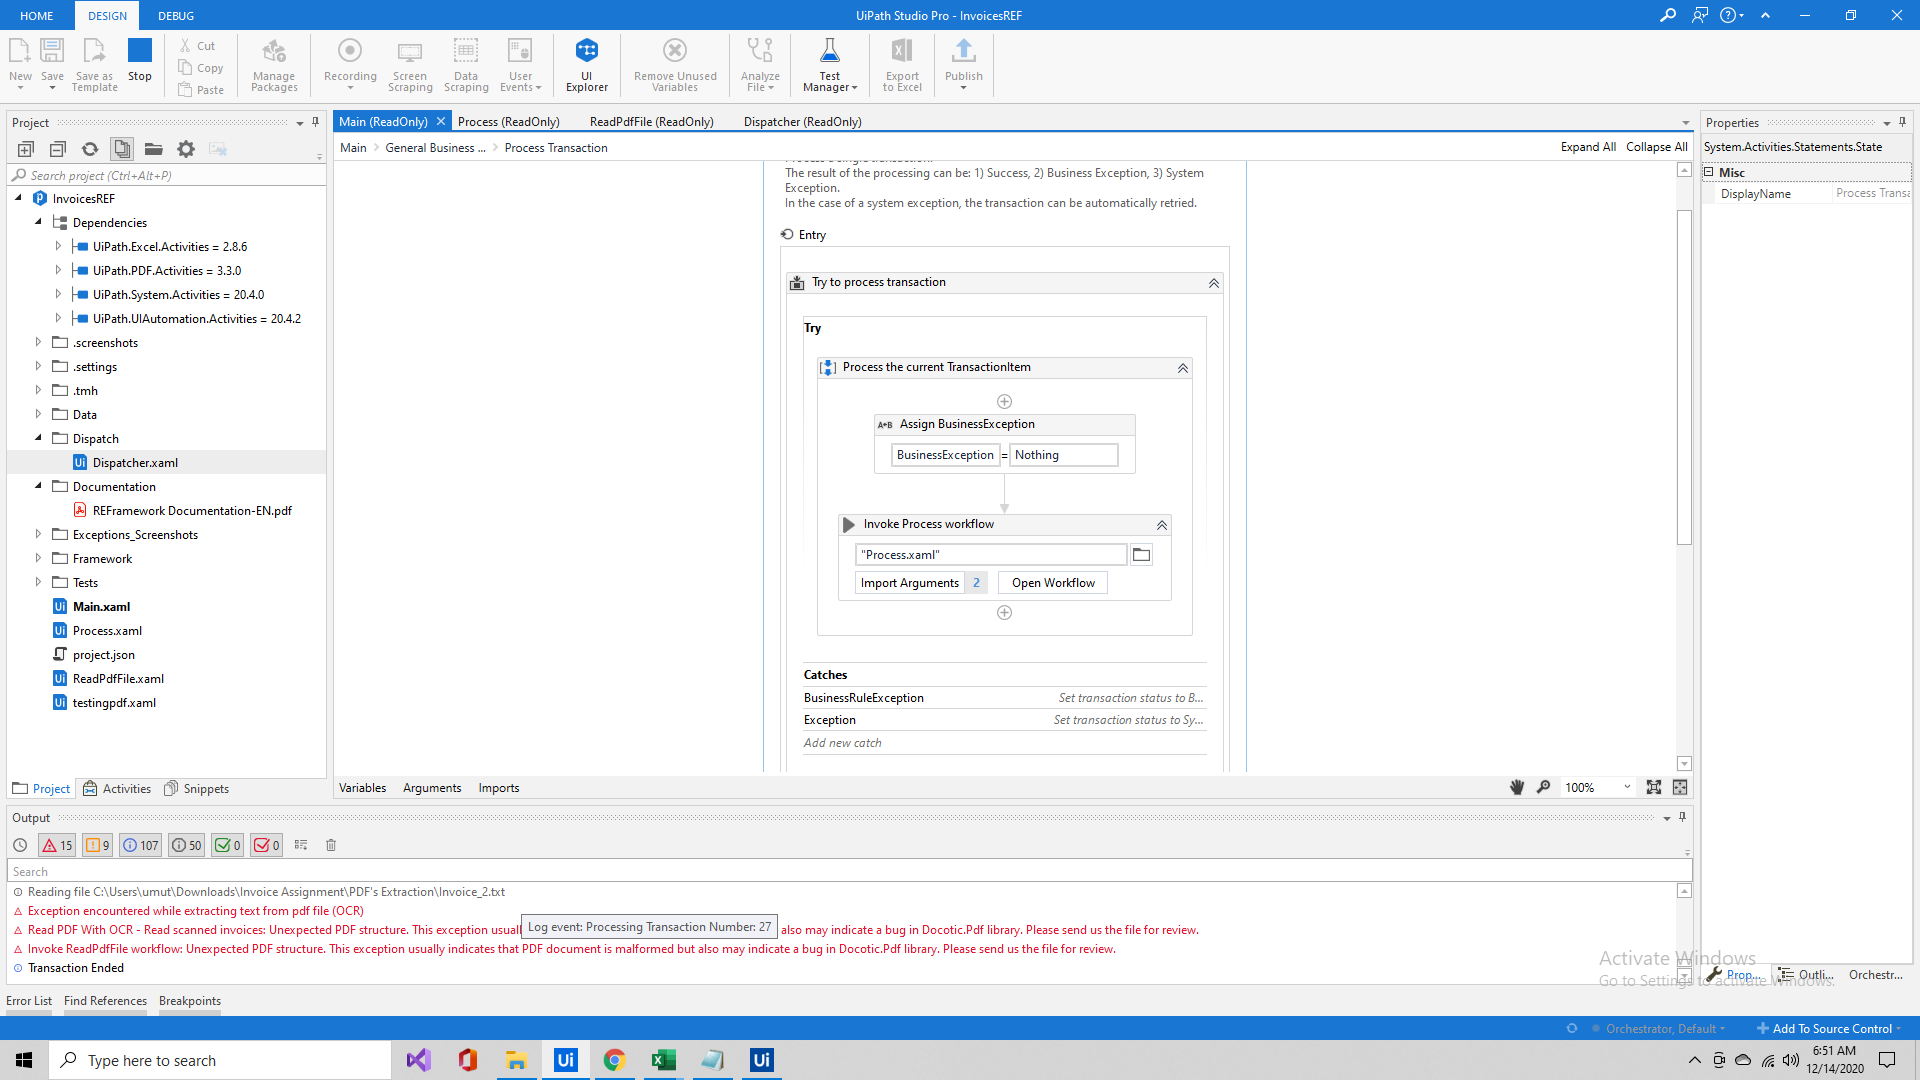 HOME DESIGN DEBUG UiPath Studio Pro - InvoicesREF
New Save Save as Template Stop Cut Copy Paste Manage Packages Recording Screen Scraping Data Scraping User Events UI Explorer Remove Unused Variables Analyze File Test Manager Export to Excel Publish
Project
Search project (Ctrl+Alt+P)
InvoicesREF
Dependencies
UiPath.Excel.Activities = 2.8.6
UiPath.PDF.Activities = 3.3.0
UiPath.System.Activities = 20.4.0
UiPath.UIAutomation.Activities = 20.4.2
.screenshots
.settings
.tmh
Data
Dispatch
Dispatcher.xaml
Documentation
REFramework Documentation-EN.pdf
Exceptions_Screenshots
Framework
Tests
Main.xaml
Process.xaml
project.json
ReadPdfFile.xaml
testingpdf.xaml
Project Activities Snippets
Main (ReadOnly) Process (ReadOnly) ReadPdfFile (ReadOnly) Dispatcher (ReadOnly)
Main General Business ... Process Transaction Expand All Collapse All
The result of the processing can be: 1) Success, 2) Business Exception, 3) System
Exception.
In the case of a system exception, the transaction can be automatically retried.
Entry
Try to process transaction
Try
Process the current TransactionItem
A+B Assign BusinessException
BusinessException = Nothing
Invoke Process workflow
"Process.xaml"
Import Arguments 2 Open Workflow
Catches
BusinessRuleException Set transaction status to B...
Exception Set transaction status to Sy...
Add new catch
Variables Arguments Imports 100%
Properties
System.Activities.Statements.State
Misc
DisplayName Process Transa
Output
15 9 107 50 0 0
Search
Reading file C:\Users\umut\Downloads\Invoice Assignment\PDF's Extraction\Invoice_2.txt
Exception encountered while extracting text from pdf file (OCR)
Log event: Processing Transaction Number: 27
Read PDF With OCR - Read scanned invoices: Unexpected PDF structure. This exception usual also may indicate a bug in Docotic.Pdf library. Please send us the file for review.
Invoke ReadPdfFile workflow: Unexpected PDF structure. This exception usually indicates that PDF document is malformed but also may indicate a bug in Docotic.Pdf library. Please send us the file for review.
Transaction Ended
Activate Windows
Go to Settings to activate Windows.
Prop... Outli... Orchestr...
Error List Find References Breakpoints
Orchestrator, Default Add To Source Control
Type here to search
6:51 AM
12/14/2020